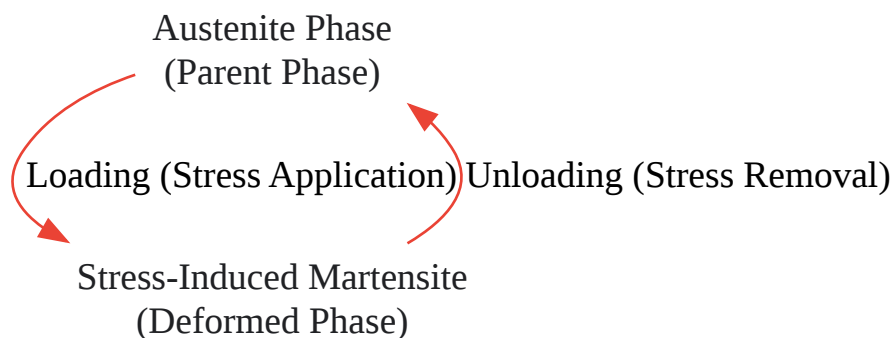 Austenite Phase
(Parent Phase)
Loading (Stress Application)
Unloading (Stress Removal)
Stress-Induced Martensite
(Deformed Phase)